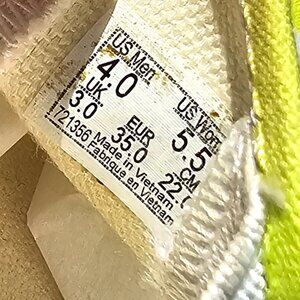 US Men US Wom
4.0 5.5
UK EUR CM
3.0 35.0 22.
721356 Made in Vietnam
Fabriqué en Vietnam